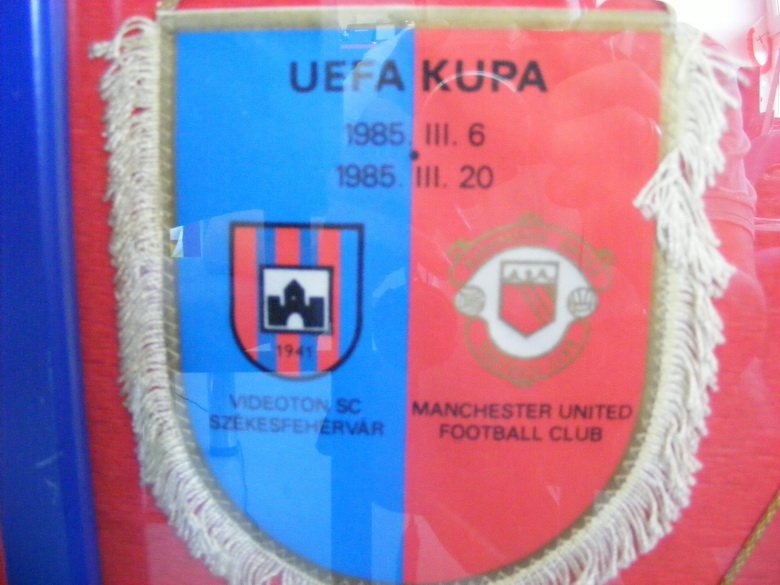 UEFA KUPA
1985. III. 6
1985. III. 20
1941
VIDEOTON SC
SZÉKESFEHÉRVÁR
MANCHESTER UNITED
FOOTBALL CLUB